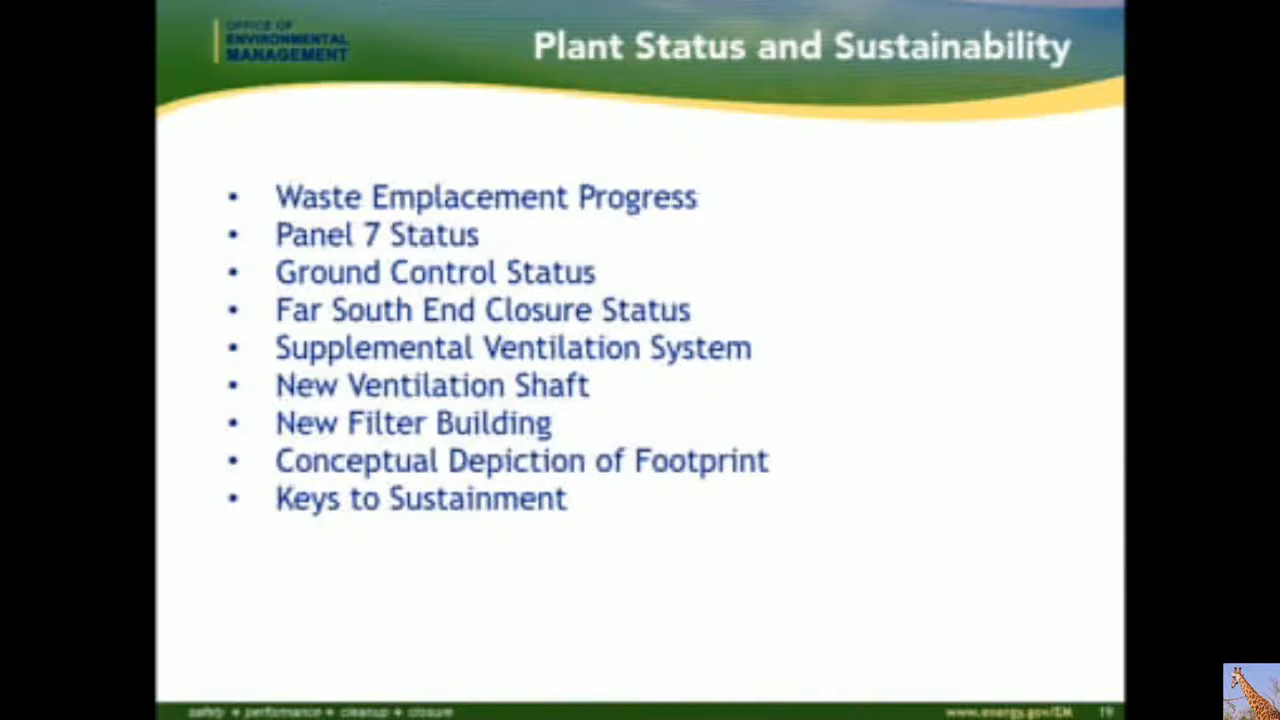 OFFICE OF
ENVIRONMENTAL
MANAGEMENT
Plant Status and Sustainability
• Waste Emplacement Progress
• Panel 7 Status
• Ground Control Status
• Far South End Closure Status
• Supplemental Ventilation System
• New Ventilation Shaft
• New Filter Building
• Conceptual Depiction of Footprint
• Keys to Sustainment
safety + performance + cleanup + closure
www.energy.gov/EM 19